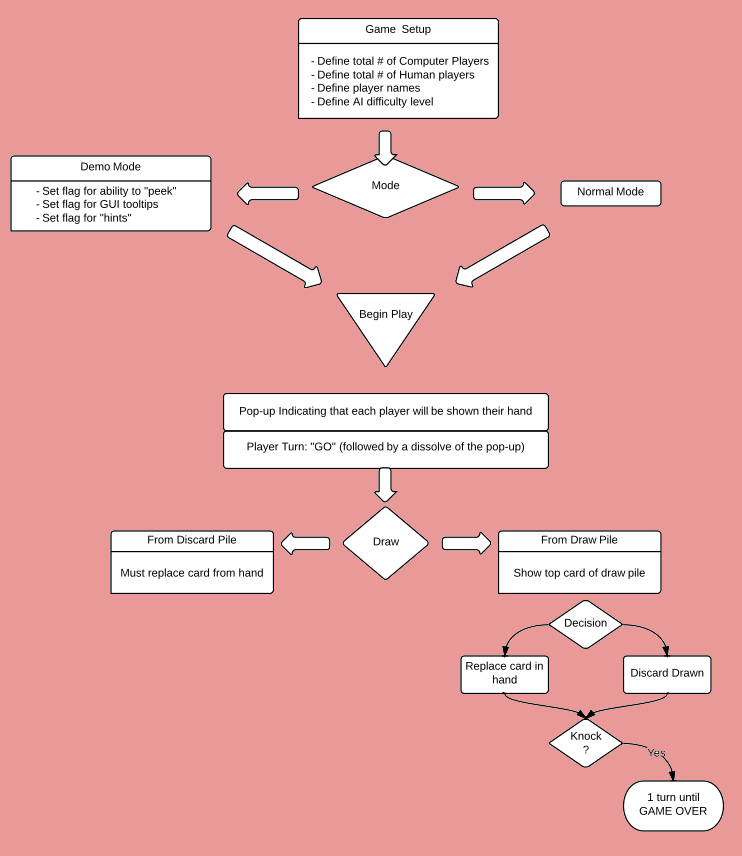 Game Setup
- Define total # of Computer Players
- Define total # of Human players
- Define player names
- Define AI difficulty level
Mode
Demo Mode
- Set flag for ability to "peek"
- Set flag for GUI tooltips
- Set flag for "hints"
Normal Mode
Begin Play
Pop-up Indicating that each player will be shown their hand
Player Turn: "GO" (followed by a dissolve of the pop-up)
Draw
From Discard Pile
Must replace card from hand
From Draw Pile
Show top card of draw pile
Decision
Replace card in
hand
Discard Drawn
Knock
?
Yes
1 turn until
GAME OVER